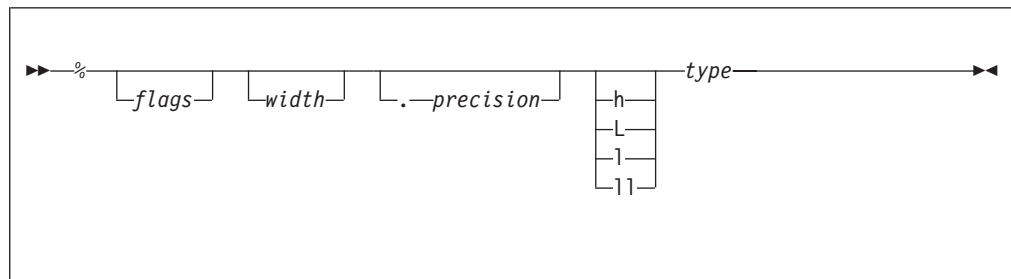 ▶▶ % flags width . precision h type ▶◀
L
l
ll